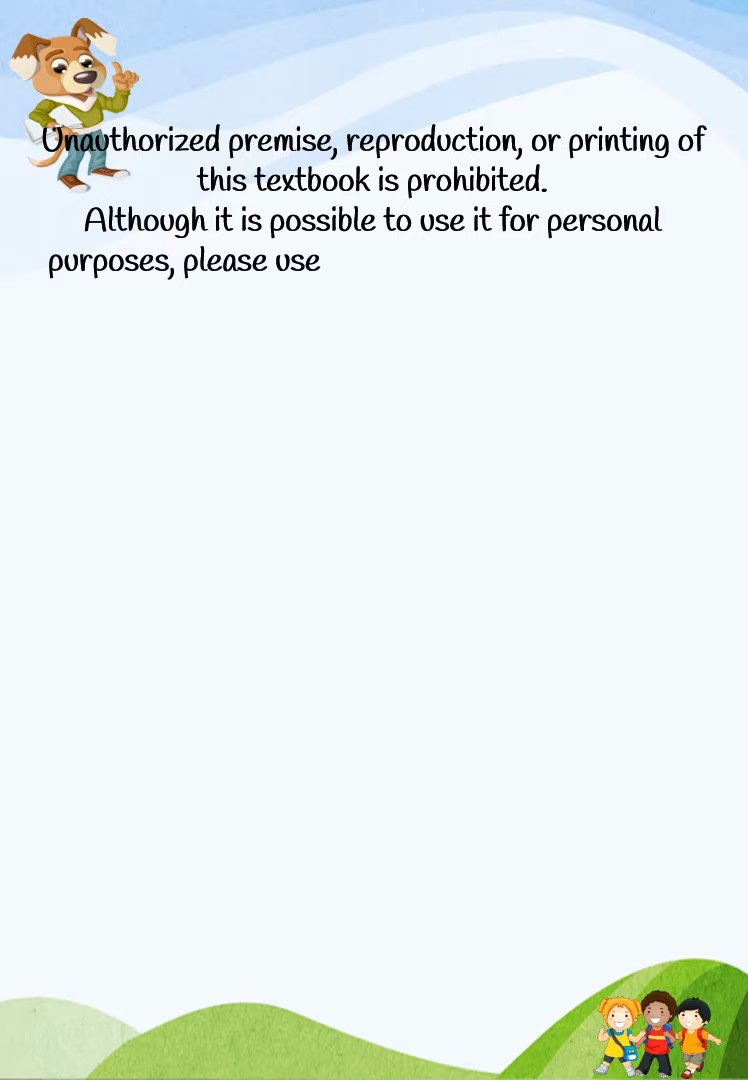 Unauthorized premise, reproduction, or printing of
this textbook is prohibited.
Although it is possible to use it for personal
purposes, please use